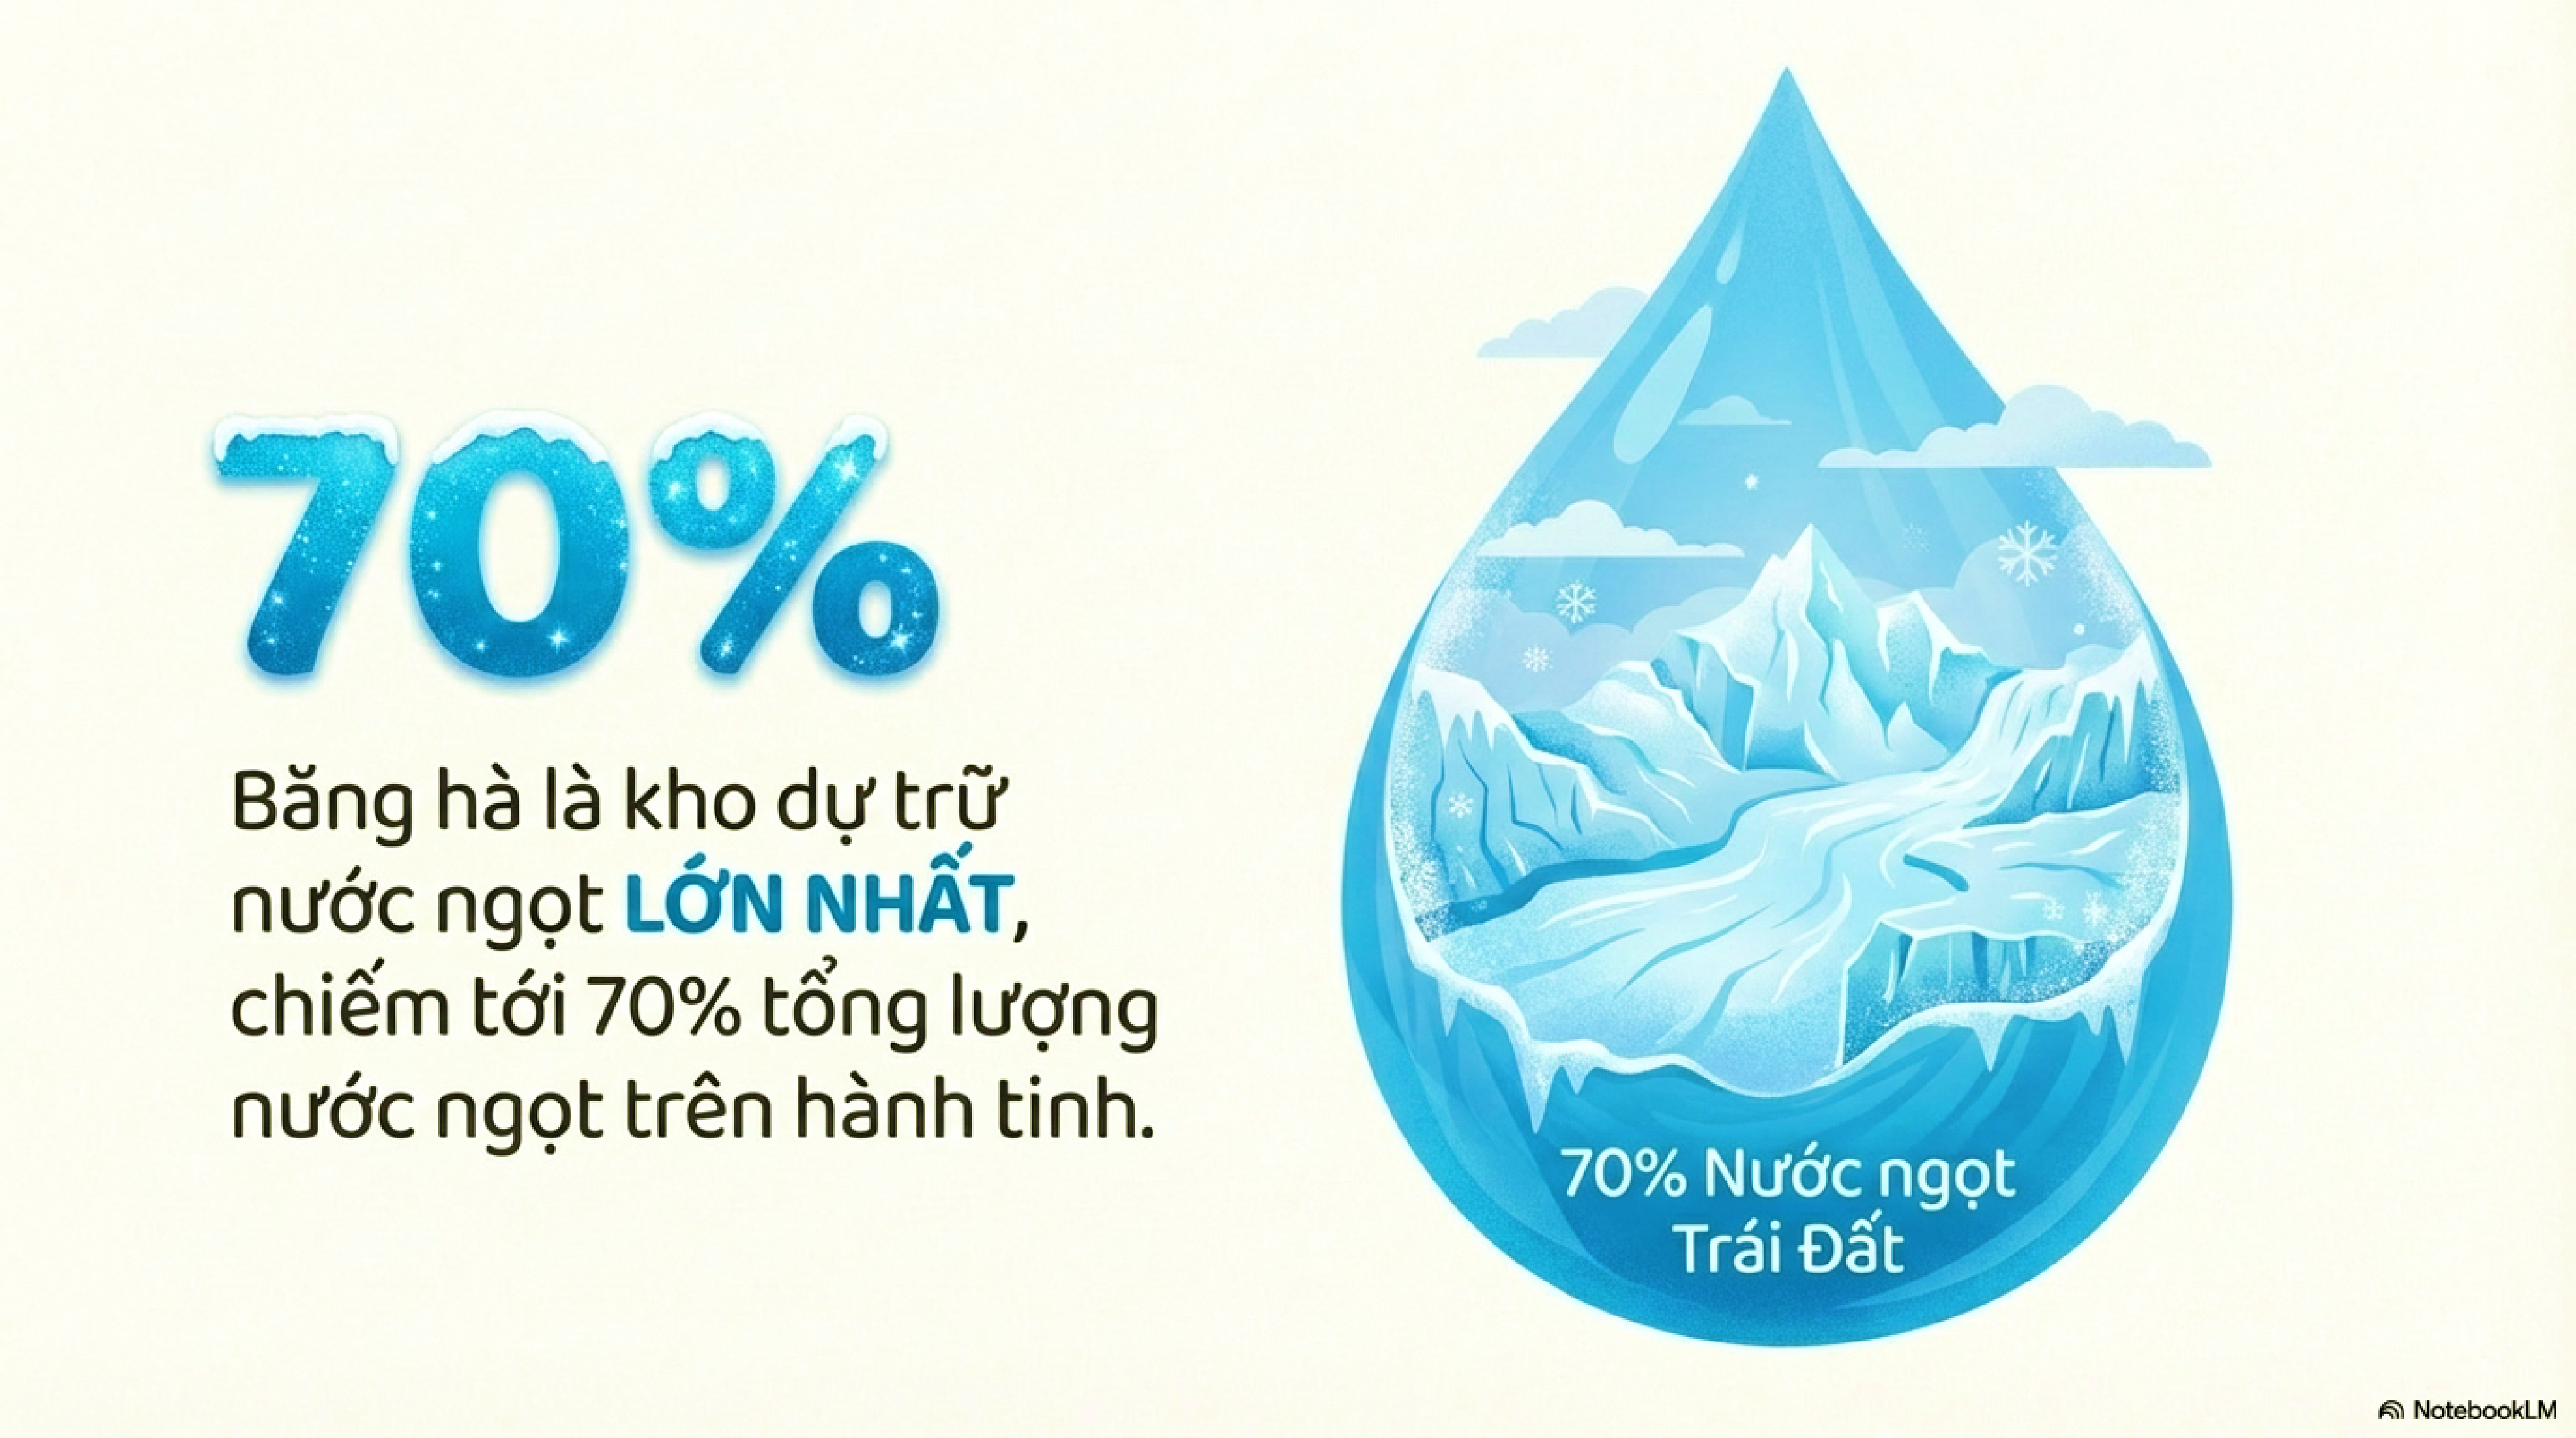 70%
Băng hà là kho dự trữ
nước ngọt LỚN NHẤT,
chiếm tới 70% tổng lượng
nước ngọt trên hành tinh.
70% Nước ngọt
Trái Đất
NotebookLM